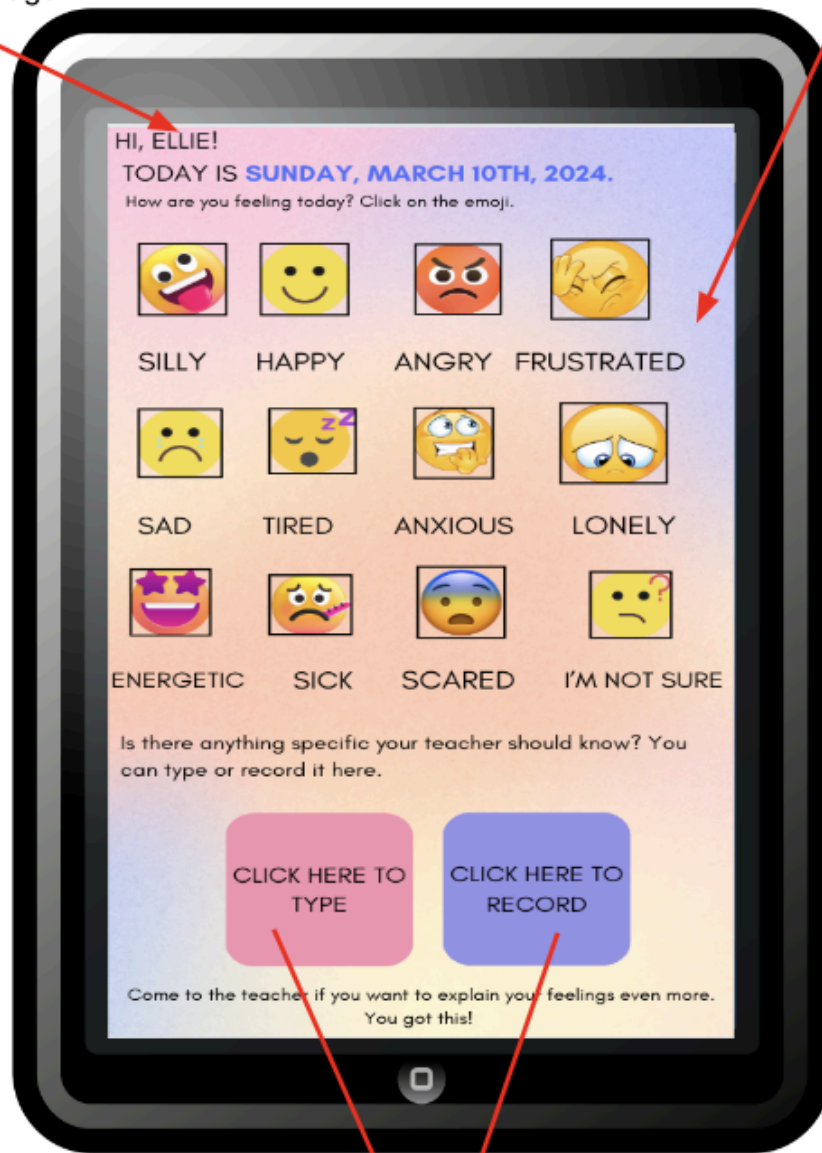 HI, ELLIE!
TODAY IS SUNDAY, MARCH 10TH, 2024.
How are you feeling today? Click on the emoji.
SILLY HAPPY ANGRY FRUSTRATED
SAD TIRED ANXIOUS LONELY
ENERGETIC SICK SCARED I'M NOT SURE
Is there anything specific your teacher should know? You
can type or record it here.
CLICK HERE TO
TYPE
CLICK HERE TO
RECORD
Come to the teacher if you want to explain your feelings even more.
You got this!